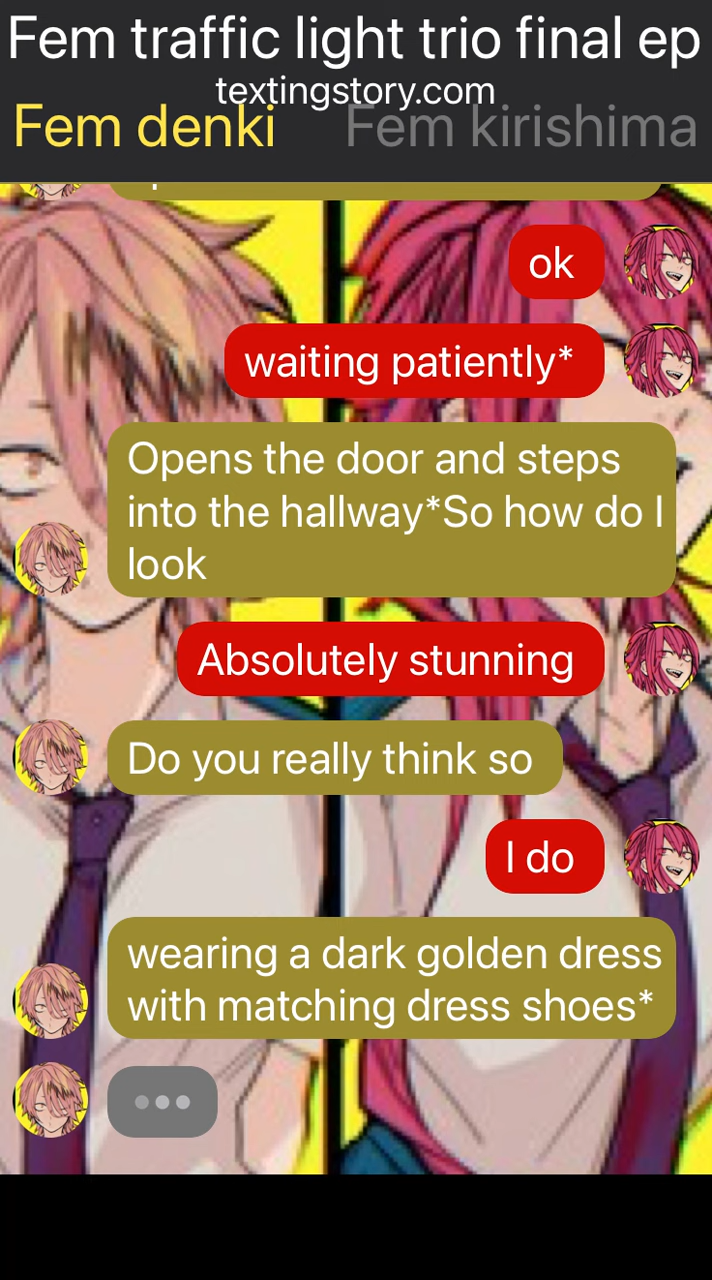 Fem traffic light trio final ep
textingstory.com
Fem denki Fem kirishima
ok
waiting patiently*
Opens the door and steps
into the hallway*So how do I
look
Absolutely stunning
Do you really think so
I do
wearing a dark golden dress
with matching dress shoes*